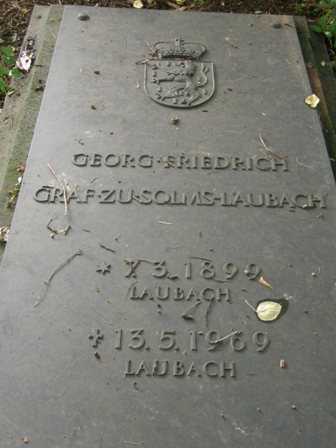 GEORG·FRIEDRICH
GRAF·ZU·SOLMS-LAUBACH
* 3. 1899
LAUBACH
✝ 13.5.1969
LAUBACH